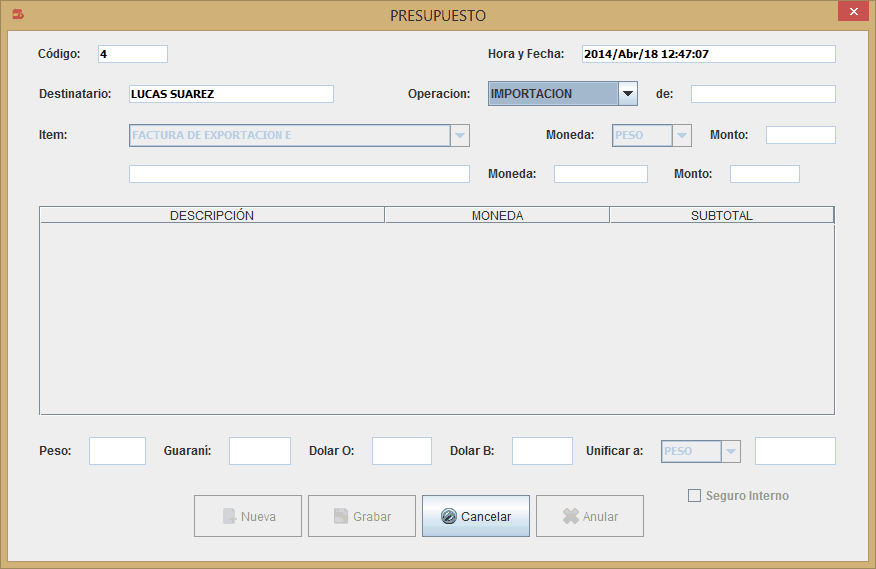 PRESUPUESTO
Código: 4 Hora y Fecha: 2014/Abr/18 12:47:07
Destinatario: LUCAS SUAREZ Operacion: IMPORTACION de:
Item: FACTURA DE EXPORTACION E Moneda: PESO Monto:
Moneda: Monto:
DESCRIPCIÓN MONEDA SUBTOTAL
Peso: Guaraní: Dolar O: Dolar B: Unificar a: PESO
Seguro Interno
Nueva Grabar Cancelar Anular